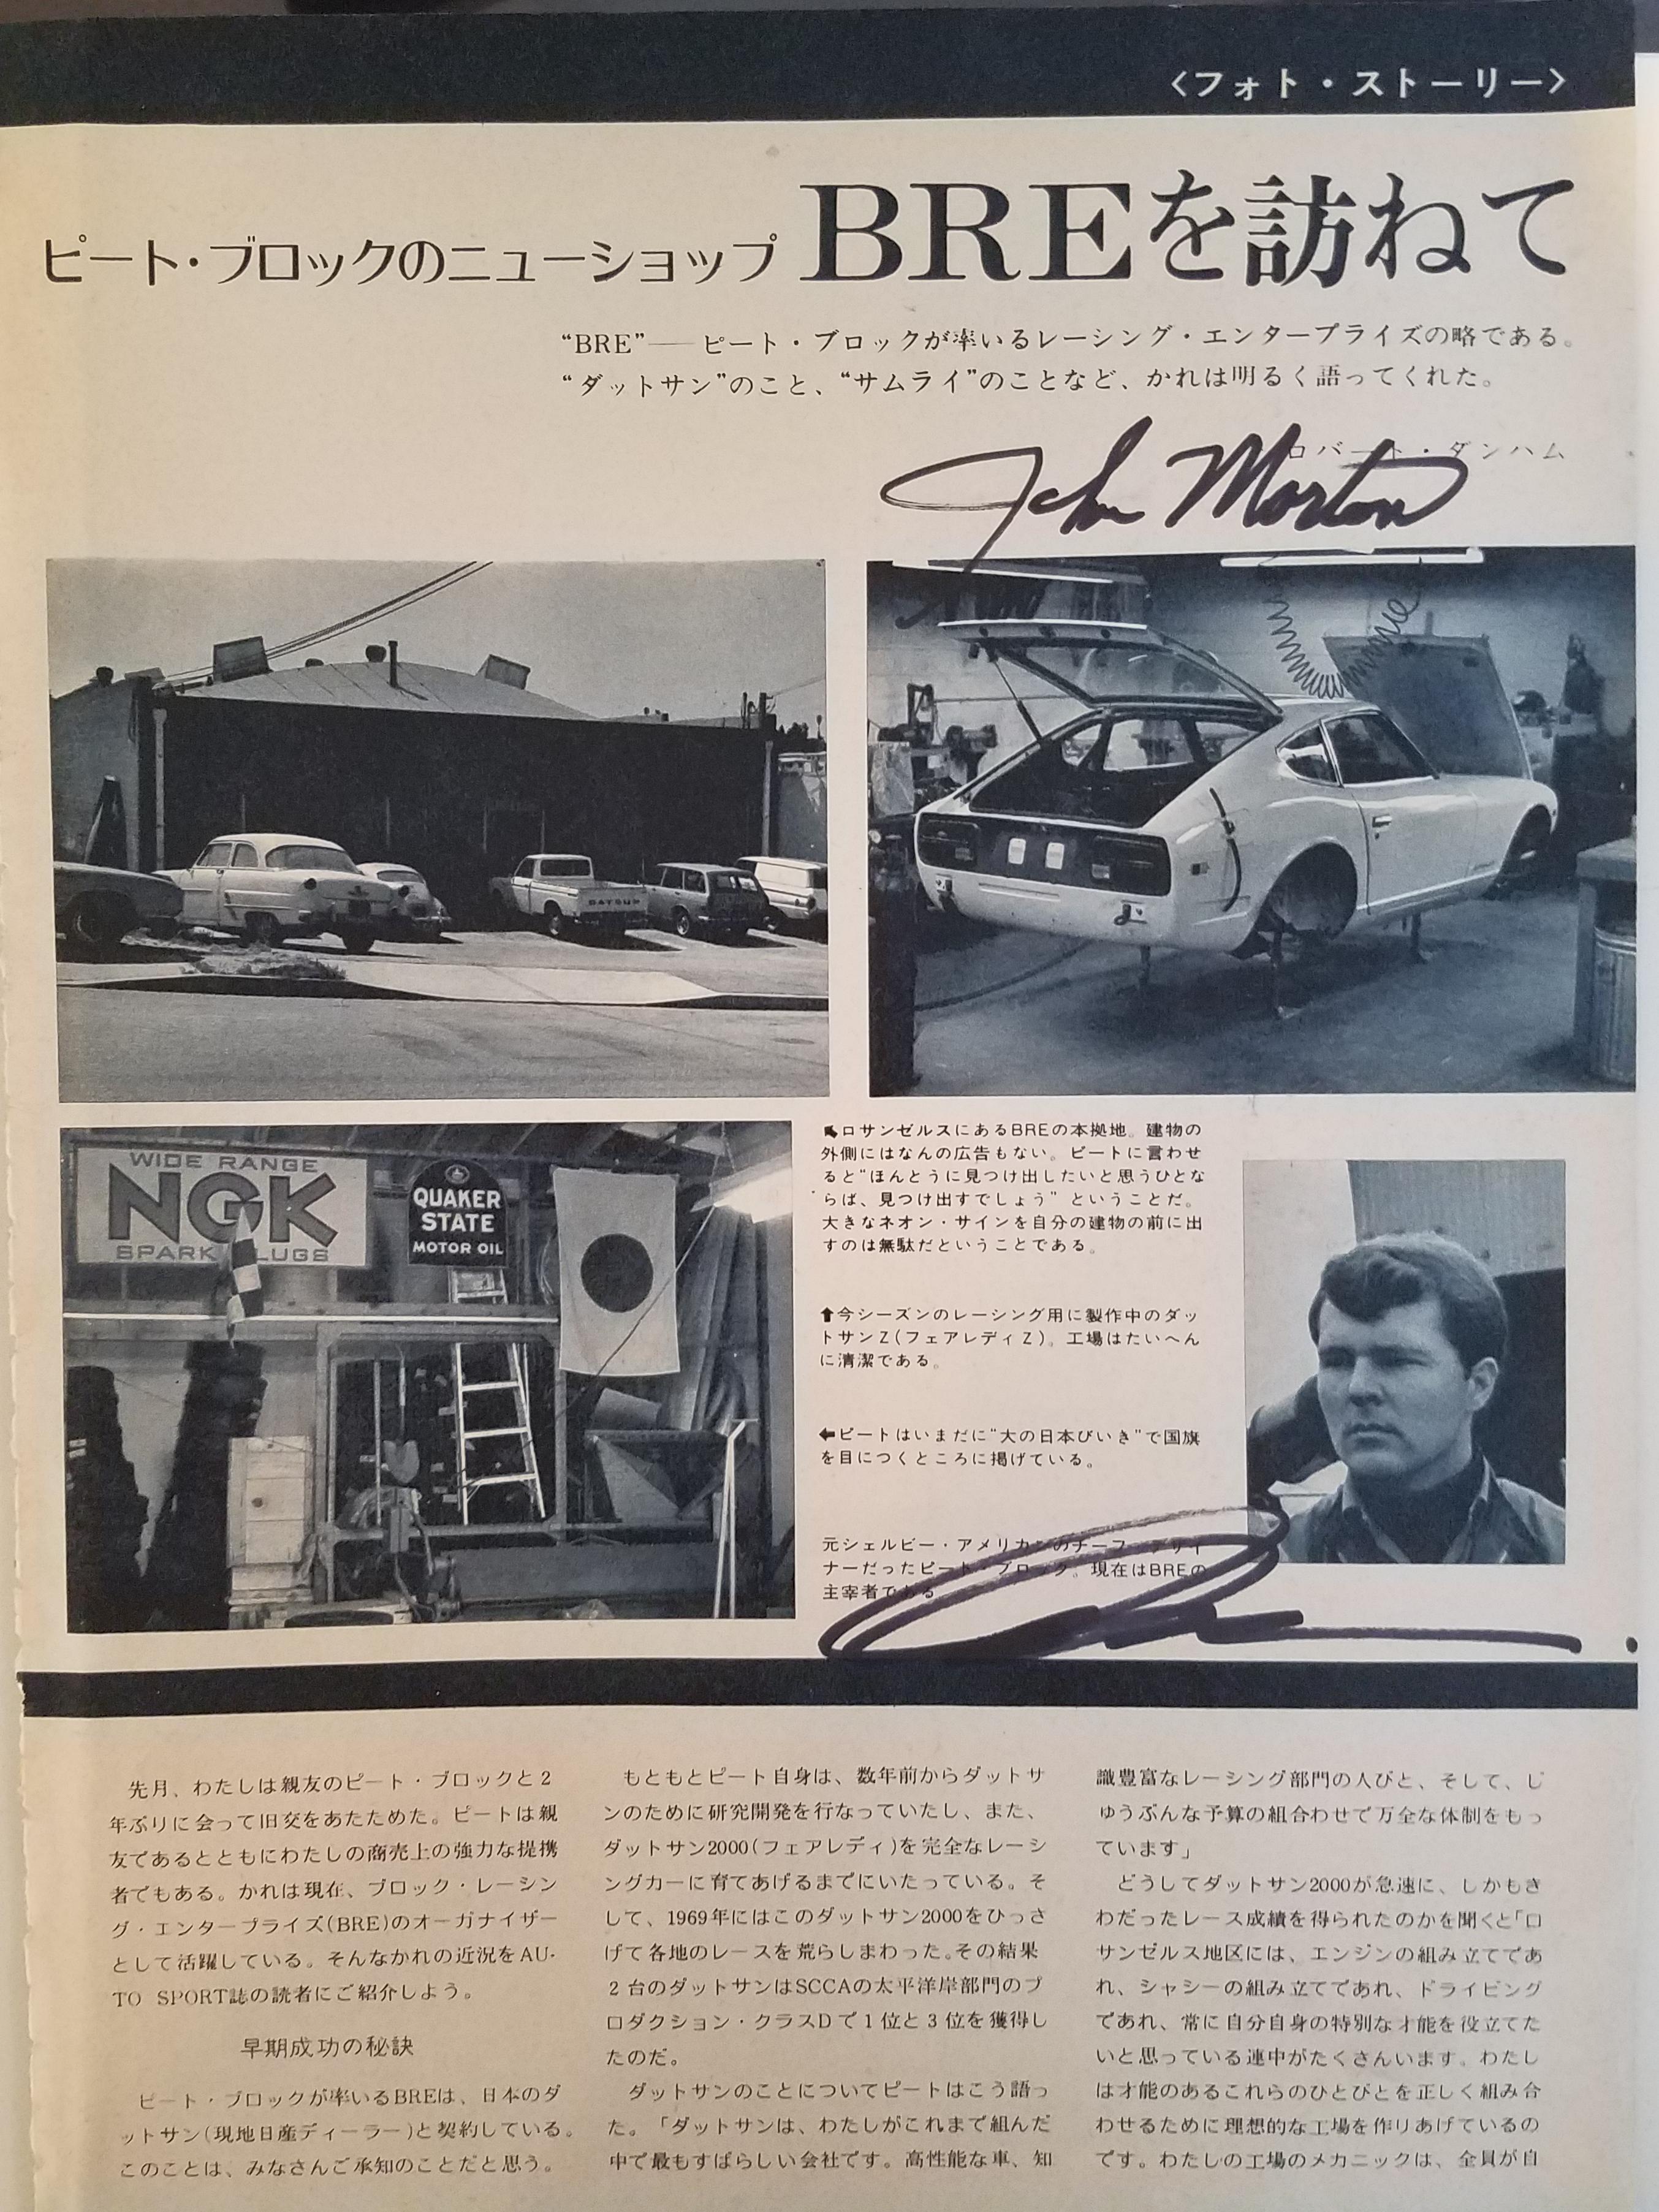 〈フォト・ストーリー〉
ピート・ブロックのニューショップ BREを訪ねて
“BRE”──ピート・ブロックが率いるレーシング・エンタープライズの略である。
“ダットサン”のこと、“サムライ”のことなど、かれは明るく語ってくれた。
ロバート・ダンハム
John Morton
DATSUN
WIDE RANGE
NGK
SPARK PLUGS
QUAKER
STATE
MOTOR OIL
↖ロサンゼルスにあるBREの本拠地。建物の
外側にはなんの広告もない。ピートに言わせ
ると“ほんとうに見つけ出したいと思うひとな
らば、見つけ出すでしょう”ということだ。
大きなネオン・サインを自分の建物の前に出
すのは無駄だということである。
⬆今シーズンのレーシング用に製作中のダッ
トサンZ(フェアレディZ)。工場はたいへん
に清潔である。
⬅ピートはいまだに“大の日本びいき”で国旗
を目につくところに掲げている。
元シェルビー・アメリカンのチーフ・デザイ
ナーだったピート・ブロック。現在はBREの
主宰者である
先月、わたしは親友のピート・ブロックと2
年ぶりに会って旧交をあたためた。ピートは親
友であるとともにわたしの商売上の強力な提携
者でもある。かれは現在、ブロック・レーシン
グ・エンタープライズ(BRE)のオーガナイザー
として活躍している。そんなかれの近況をAU-
TO SPORT誌の読者にご紹介しよう。
早期成功の秘訣
ピート・ブロックが率いるBREは、日本のダ
ットサン(現地日産ディーラー)と契約している。
このことは、みなさんご承知のことだと思う。
もともとピート自身は、数年前からダットサ
ンのために研究開発を行なっていたし、また、
ダットサン2000(フェアレディ)を完全なレーシ
ングカーに育てあげるまでにいたっている。そ
して、1969年にはこのダットサン2000をひっさ
げて各地のレースを荒らしまわった。その結果
2台のダットサンはSCCAの太平洋岸部門のプ
ロダクション・クラスDで1位と3位を獲得し
たのだ。
ダットサンのことについてピートはこう語っ
た。「ダットサンは、わたしがこれまで組んだ
中で最もすばらしい会社です。高性能な車、知
識豊富なレーシング部門の人びと、そして、じ
ゅうぶんな予算の組合わせで万全な体制をもっ
ています」
どうしてダットサン2000が急速に、しかもき
わだったレース成績を得られたのかを聞くと「ロ
サンゼルス地区には、エンジンの組み立てであ
れ、シャシーの組み立てであれ、ドライビング
であれ、常に自分自身の特別な才能を役立てた
いと思っている連中がたくさんいます。わたし
は才能のあるこれらのひとびとを正しく組み合
わせるために理想的な工場を作りあげているの
です。わたしの工場のメカニックは、全員が自